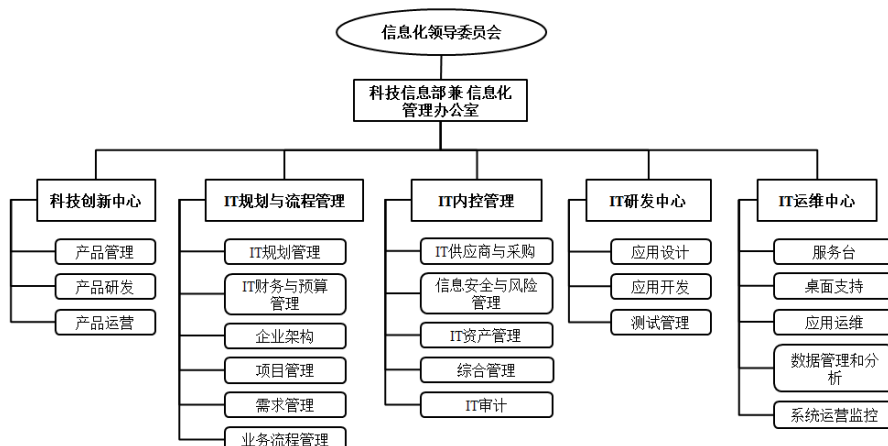 信息化领导委员会
科技信息部兼 信息化
管理办公室
科技创新中心
产品管理
产品研发
产品运营
IT规划与流程管理
IT规划管理
IT财务与预算
管理
企业架构
项目管理
需求管理
业务流程管理
IT内控管理
IT供应商与采购
信息安全与风险
管理
IT资产管理
综合管理
IT审计
IT研发中心
应用设计
应用开发
测试管理
IT运维中心
服务台
桌面支持
应用运维
数据管理和分
析
系统运营监控